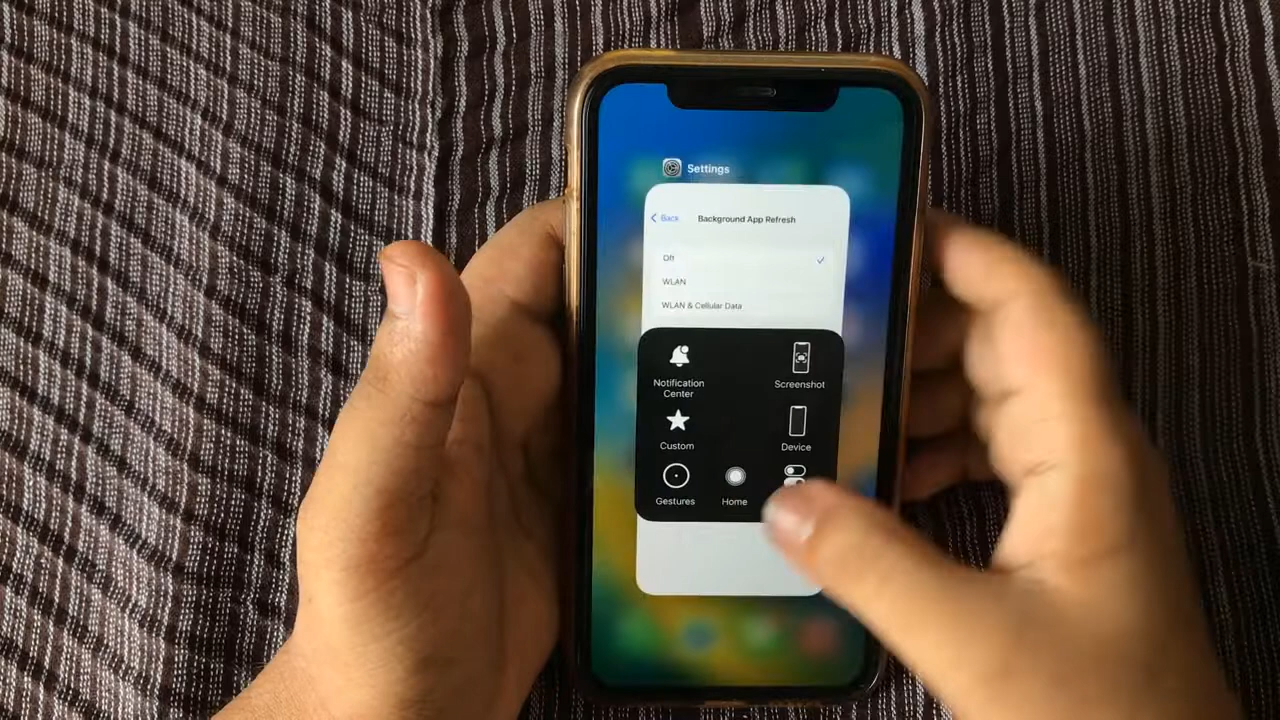 Settings
Back
Background App Refresh
Off
WLAN
WLAN & Cellular Data
Notification
Center
Screenshot
Custom
Device
Gestures
Home